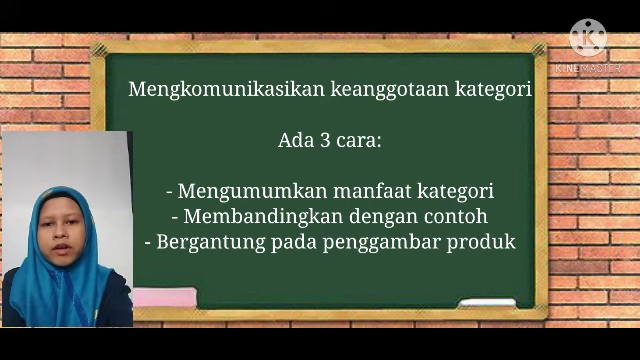 Mengkomunikasikan keanggotaan kategori
Ada 3 cara:
- Mengumumkan manfaat kategori
- Membandingkan dengan contoh
- Bergantung pada penggambar produk
KINEMASTER